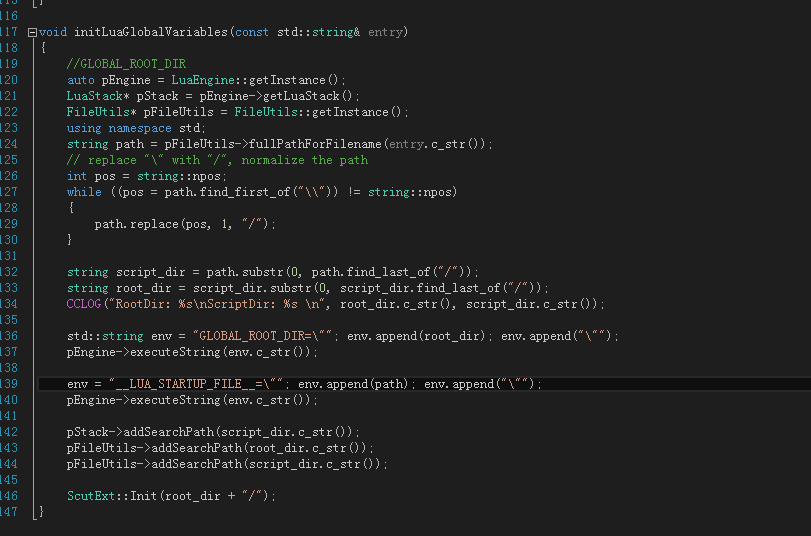 115 }
116
117 void initLuaGlobalVariables(const std::string& entry)
118 {
119 //GLOBAL_ROOT_DIR
120 auto pEngine = LuaEngine::getInstance();
121 LuaStack* pStack = pEngine->getLuaStack();
122 FileUtils* pFileUtils = FileUtils::getInstance();
123 using namespace std;
124 string path = pFileUtils->fullPathForFilename(entry.c_str());
125 // replace "\" with "/", normalize the path
126 int pos = string::npos;
127 while ((pos = path.find_first_of("\\")) != string::npos)
128 {
129 path.replace(pos, 1, "/");
130 }
131
132 string script_dir = path.substr(0, path.find_last_of("/"));
133 string root_dir = script_dir.substr(0, script_dir.find_last_of("/"));
134 CCLOG("RootDir: %s\nScriptDir: %s \n", root_dir.c_str(), script_dir.c_str());
135
136 std::string env = "GLOBAL_ROOT_DIR=\""; env.append(root_dir); env.append("\"");
137 pEngine->executeString(env.c_str());
138
139 env = "__LUA_STARTUP_FILE__=\""; env.append(path); env.append("\"");
140 pEngine->executeString(env.c_str());
141
142 pStack->addSearchPath(script_dir.c_str());
143 pFileUtils->addSearchPath(root_dir.c_str());
144 pFileUtils->addSearchPath(script_dir.c_str());
145
146 ScutExt::Init(root_dir + "/");
147 }